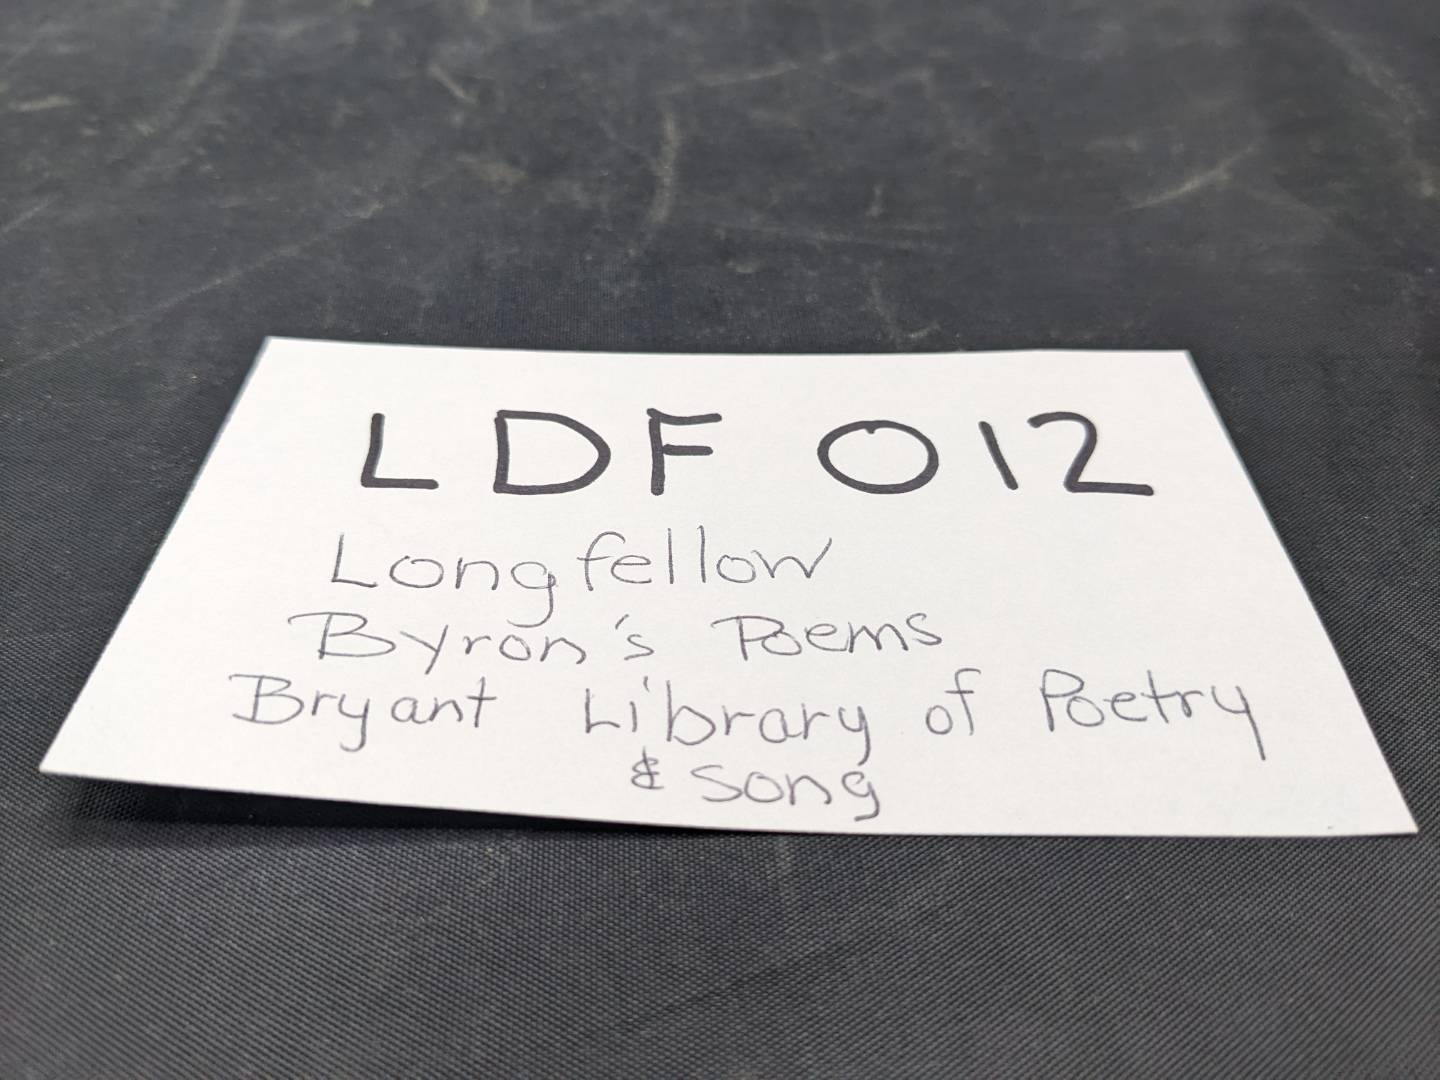 LDF 012
Longfellow
Byron's Poems
Bryant Library of Poetry
& Song